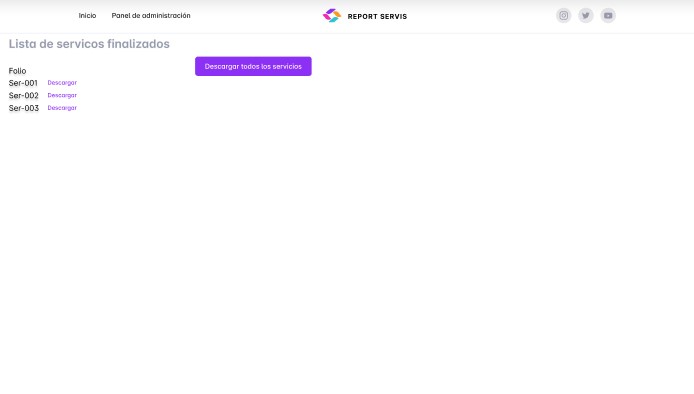 Inicio Panel de administración REPORT SERVIS
Lista de servicos finalizados
Descargar todos los servicios
Folio
Ser-001 Descargar
Ser-002 Descargar
Ser-003 Descargar